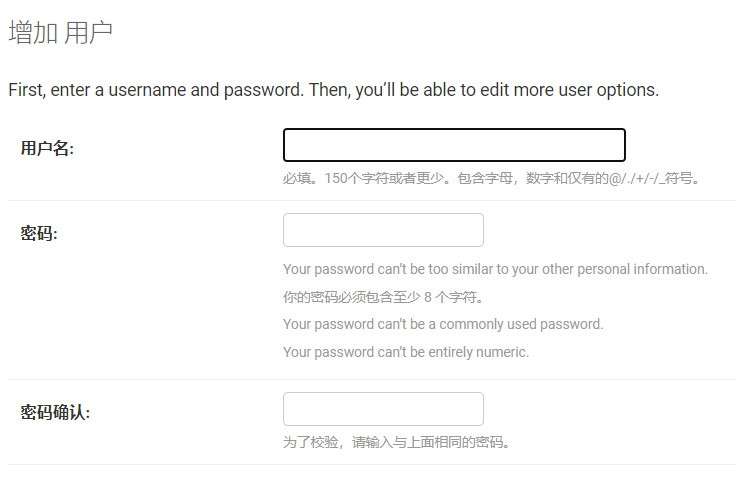 增加 用户
First, enter a username and password. Then, you’ll be able to edit more user options.
用户名:
必填。150个字符或者更少。包含字母，数字和仅有的@/./+/-/_符号。
密码:
Your password can’t be too similar to your other personal information.
你的密码必须包含至少 8 个字符。
Your password can’t be a commonly used password.
Your password can’t be entirely numeric.
密码确认:
为了校验，请输入与上面相同的密码。